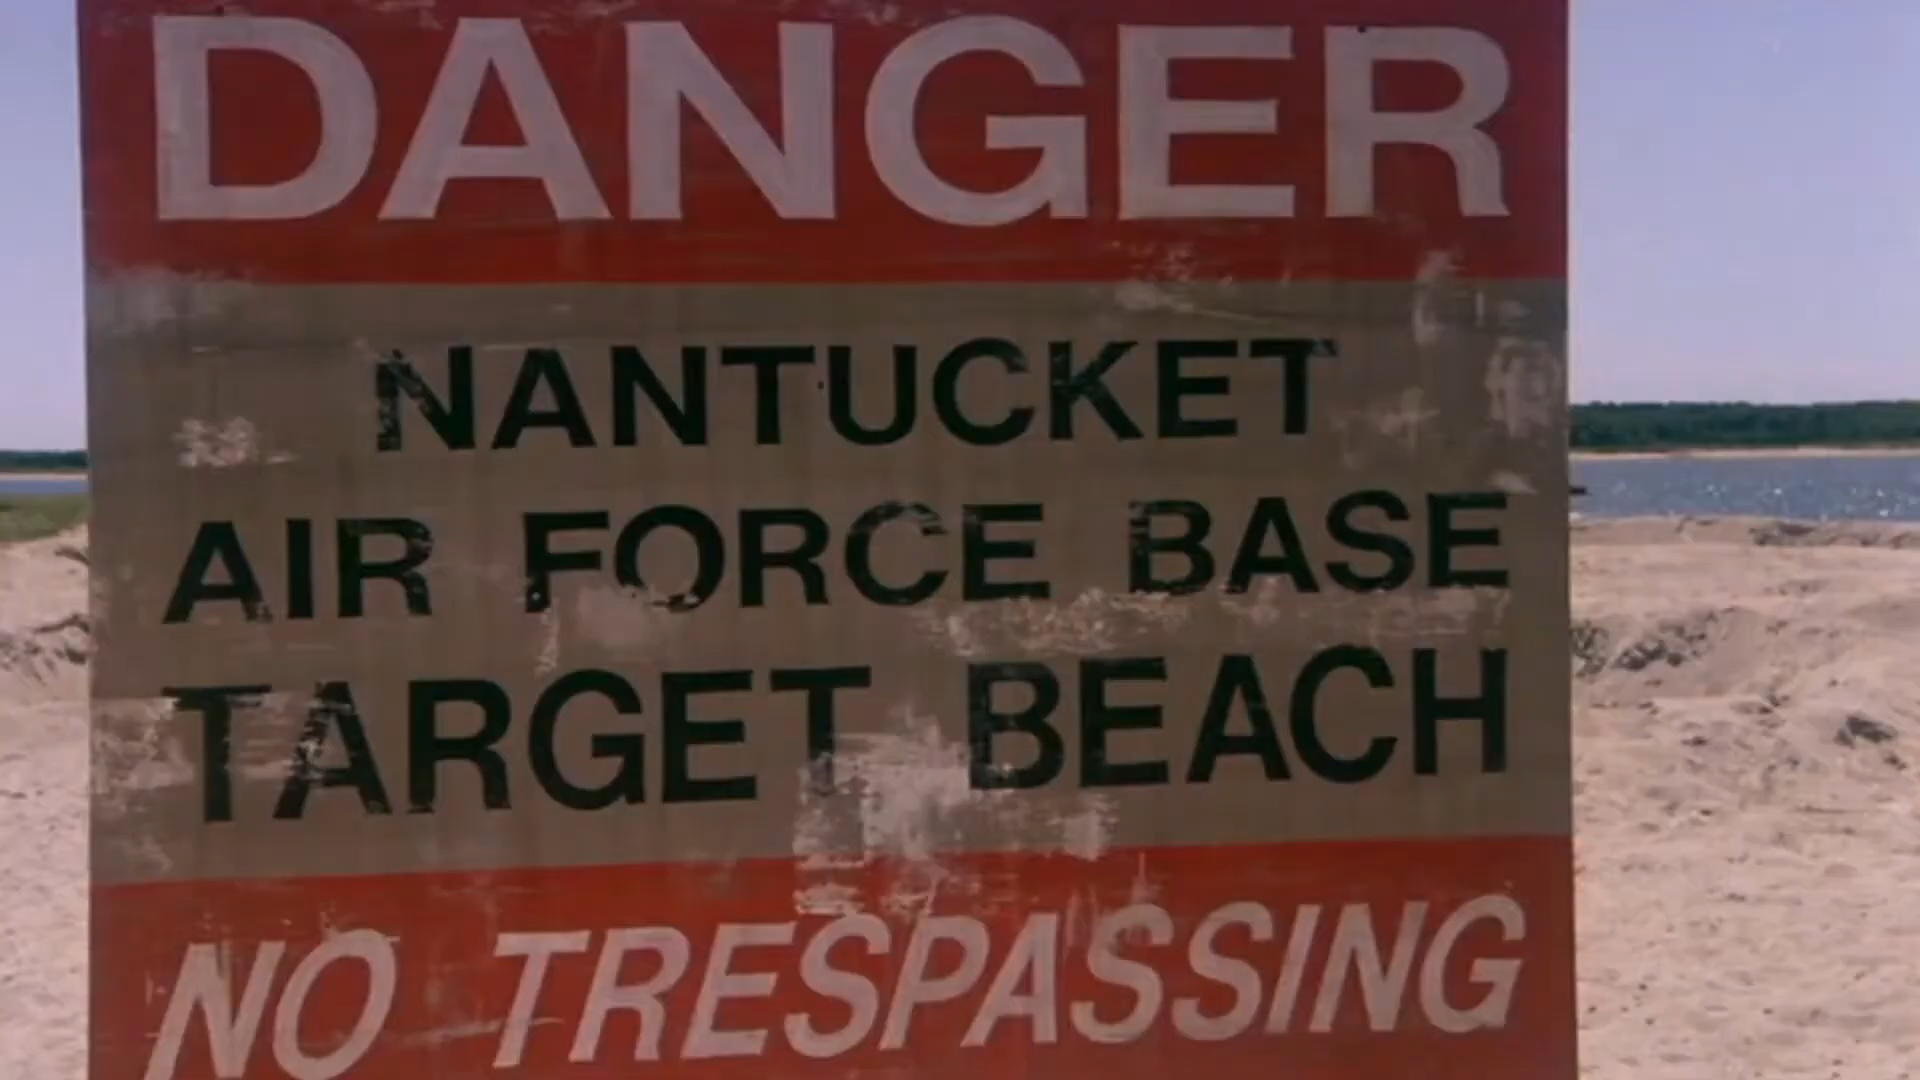 DANGER
NANTUCKET
AIR FORCE BASE
TARGET BEACH
NO TRESPASSING